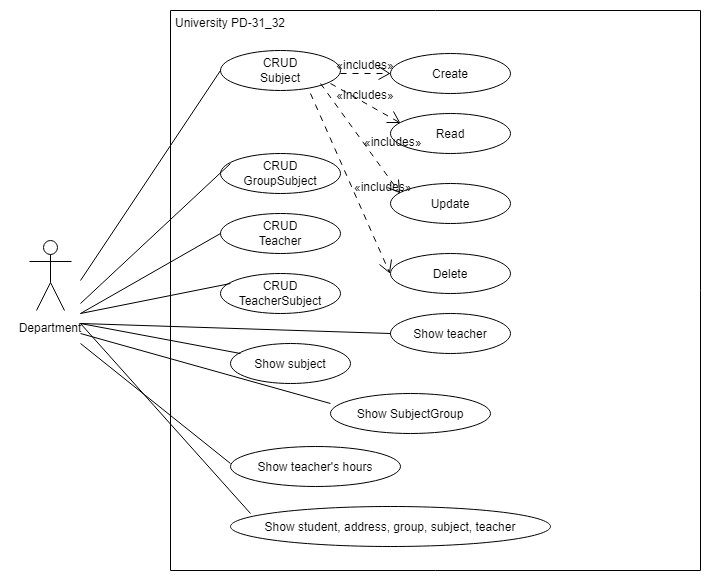 University PD-31_32
CRUD
Subject
«includes»
Create
«includes»
Read
«includes»
CRUD
GroupSubject
«includes»
Update
CRUD
Teacher
Delete
CRUD
TeacherSubject
Department
Show teacher
Show subject
Show SubjectGroup
Show teacher's hours
Show student, address, group, subject, teacher